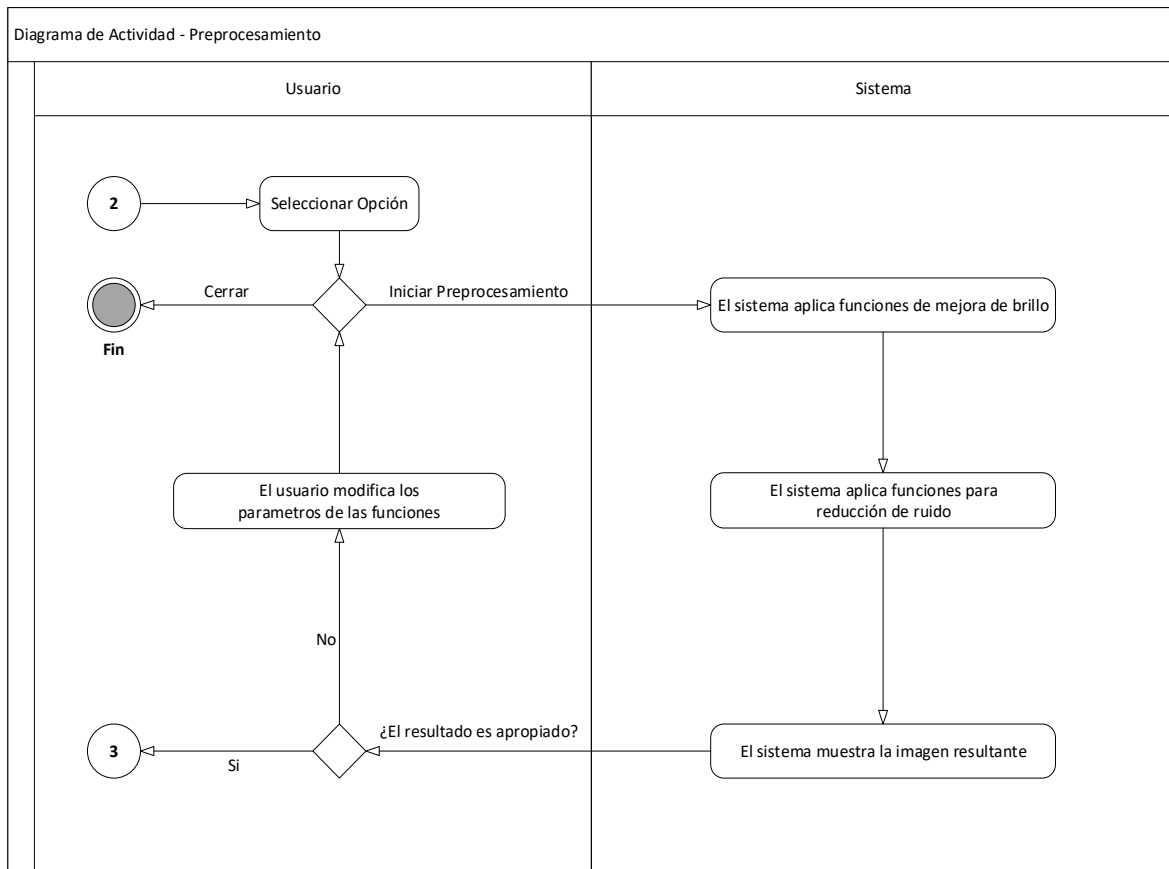 Diagrama de Actividad - Preprocesamiento
Usuario
Sistema
2
Seleccionar Opción
Cerrar
Iniciar Preprocesamiento
El sistema aplica funciones de mejora de brillo
Fin
El usuario modifica los
parametros de las funciones
El sistema aplica funciones para
reducción de ruido
No
¿El resultado es apropiado?
3
Si
El sistema muestra la imagen resultante